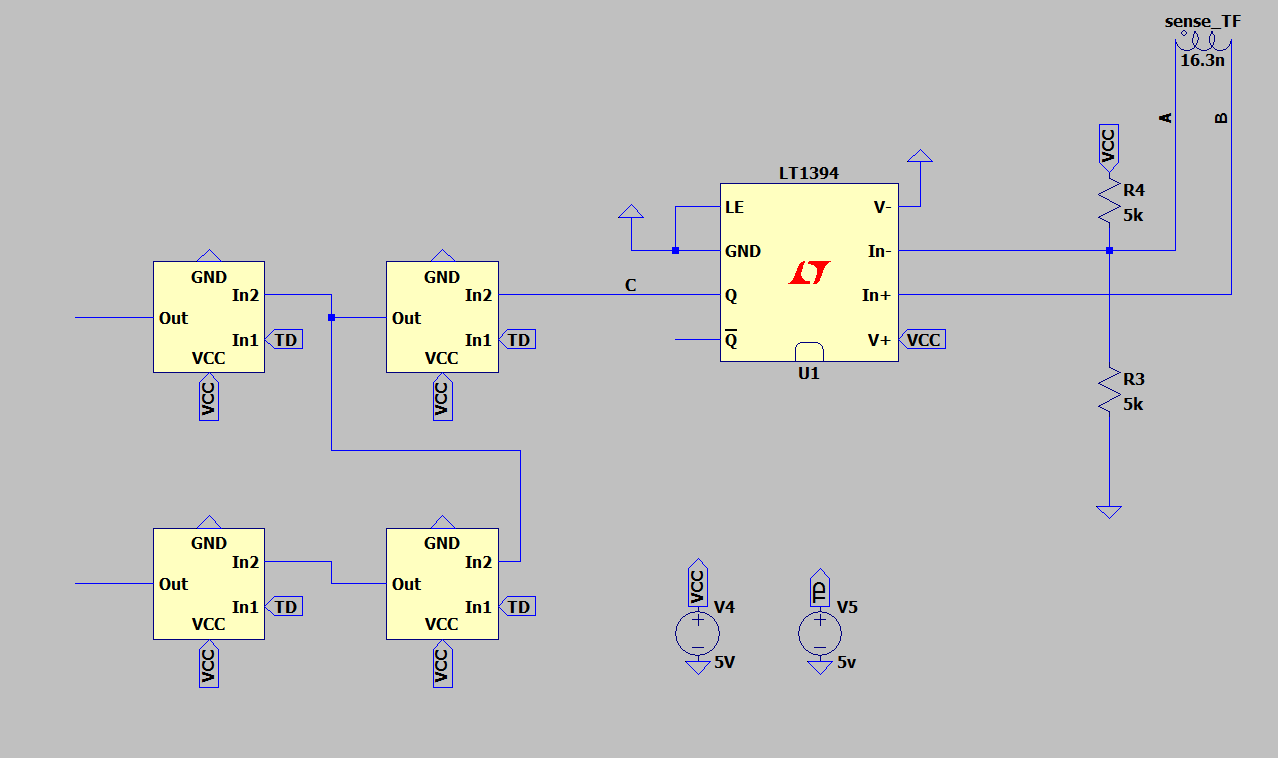 sense_TF
16.3n
A
B
VCC
R4
5k
LT1394
LE
V-
GND
In-
C
Q
In+
Q
V+
VCC
U1
R3
5k
GND
In2
Out
In1
TD
VCC
VCC
GND
In2
Out
In1
TD
VCC
VCC
GND
In2
Out
In1
TD
VCC
VCC
GND
In2
Out
In1
TD
VCC
VCC
VCC
V4
5V
TD
V5
5v